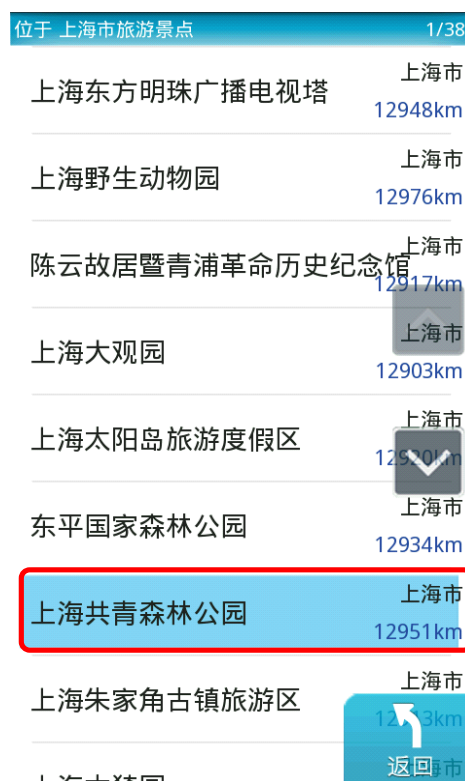 位于 上海市旅游景点 1/38
上海东方明珠广播电视塔 上海市
12948km
上海野生动物园 上海市
12976km
陈云故居暨青浦革命历史纪念馆 上海市
12917km
上海大观园 上海市
12903km
上海太阳岛旅游度假区 上海市
12920km
东平国家森林公园 上海市
12934km
上海共青森林公园 上海市
12951km
上海朱家角古镇旅游区 上海市
返回